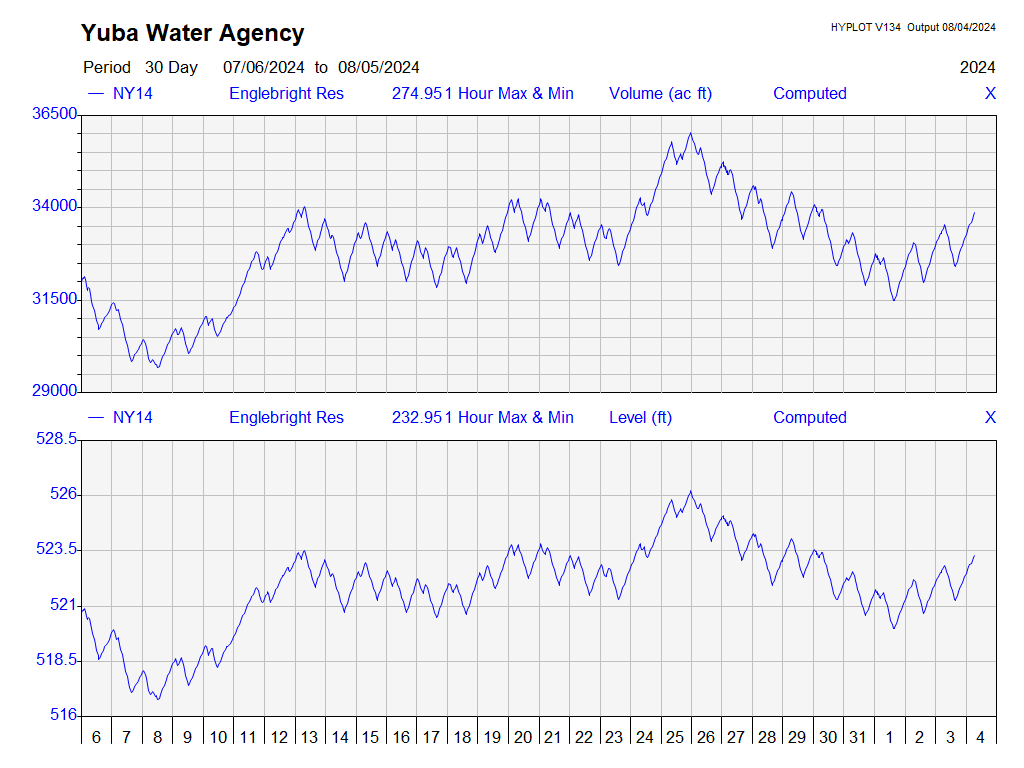 Yuba Water Agency
HYPLOT V134 Output 08/04/2024
Period 30 Day 07/06/2024 to 08/05/2024 2024
NY14 Englebright Res 274.951 Hour Max & Min Volume (ac ft) Computed X
36500
34000
31500
29000
NY14 Englebright Res 232.951 Hour Max & Min Level (ft) Computed X
528.5
526
523.5
521
518.5
516
6 7 8 9 10 11 12 13 14 15 16 17 18 19 20 21 22 23 24 25 26 27 28 29 30 31 1 2 3 4